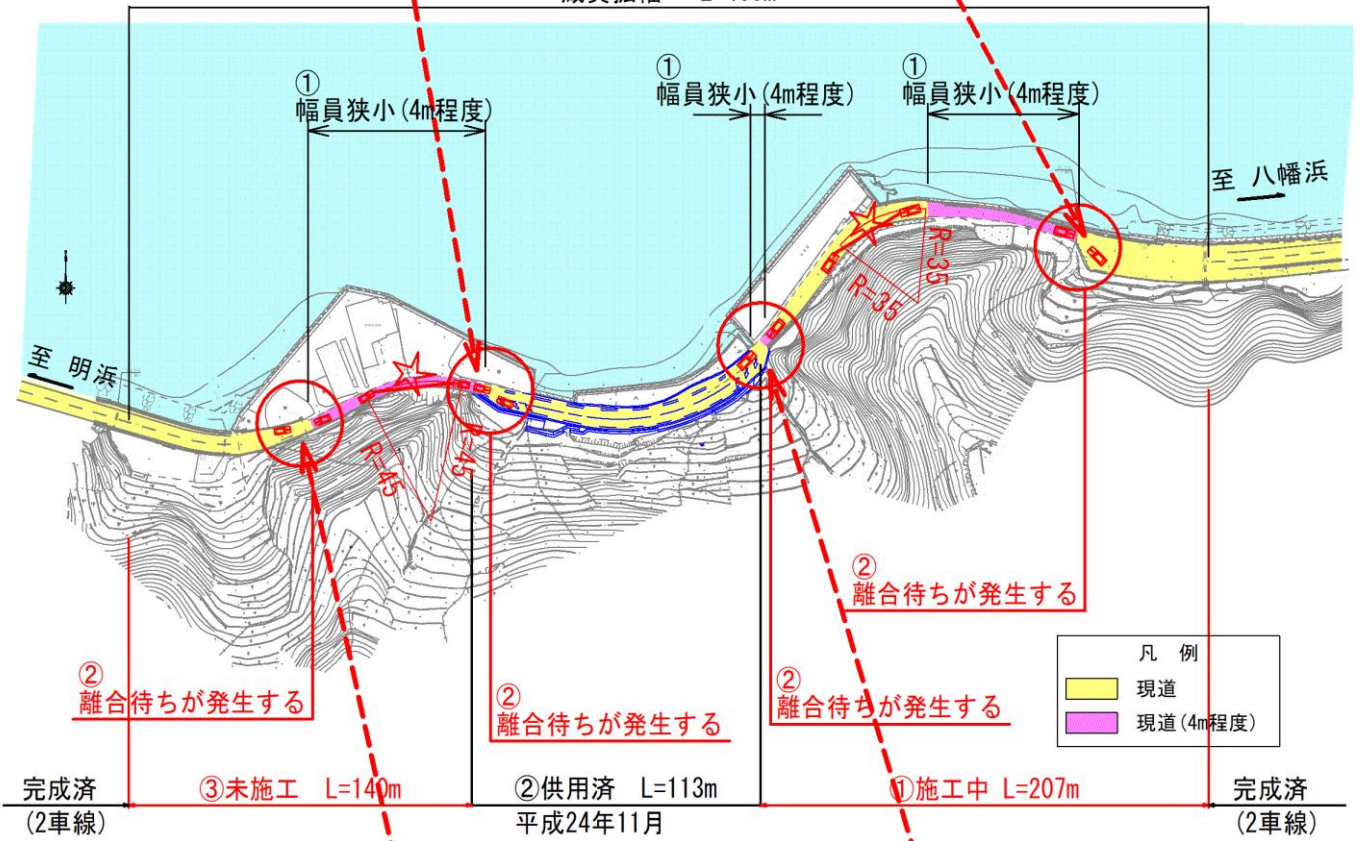 ①
幅員狭小(4m程度)
①
幅員狭小(4m程度)
①
幅員狭小(4m程度)
至 八幡浜
至 明浜
R=35
R=35
R=45
R=45
②
離合待ちが発生する
②
離合待ちが発生する
②
離合待ちが発生する
②
離合待ちが発生する
凡 例
現道
現道(4m程度)
完成済
(2車線)
③未施工 L=140m
②供用済 L=113m
平成24年11月
①施工中 L=207m
完成済
(2車線)